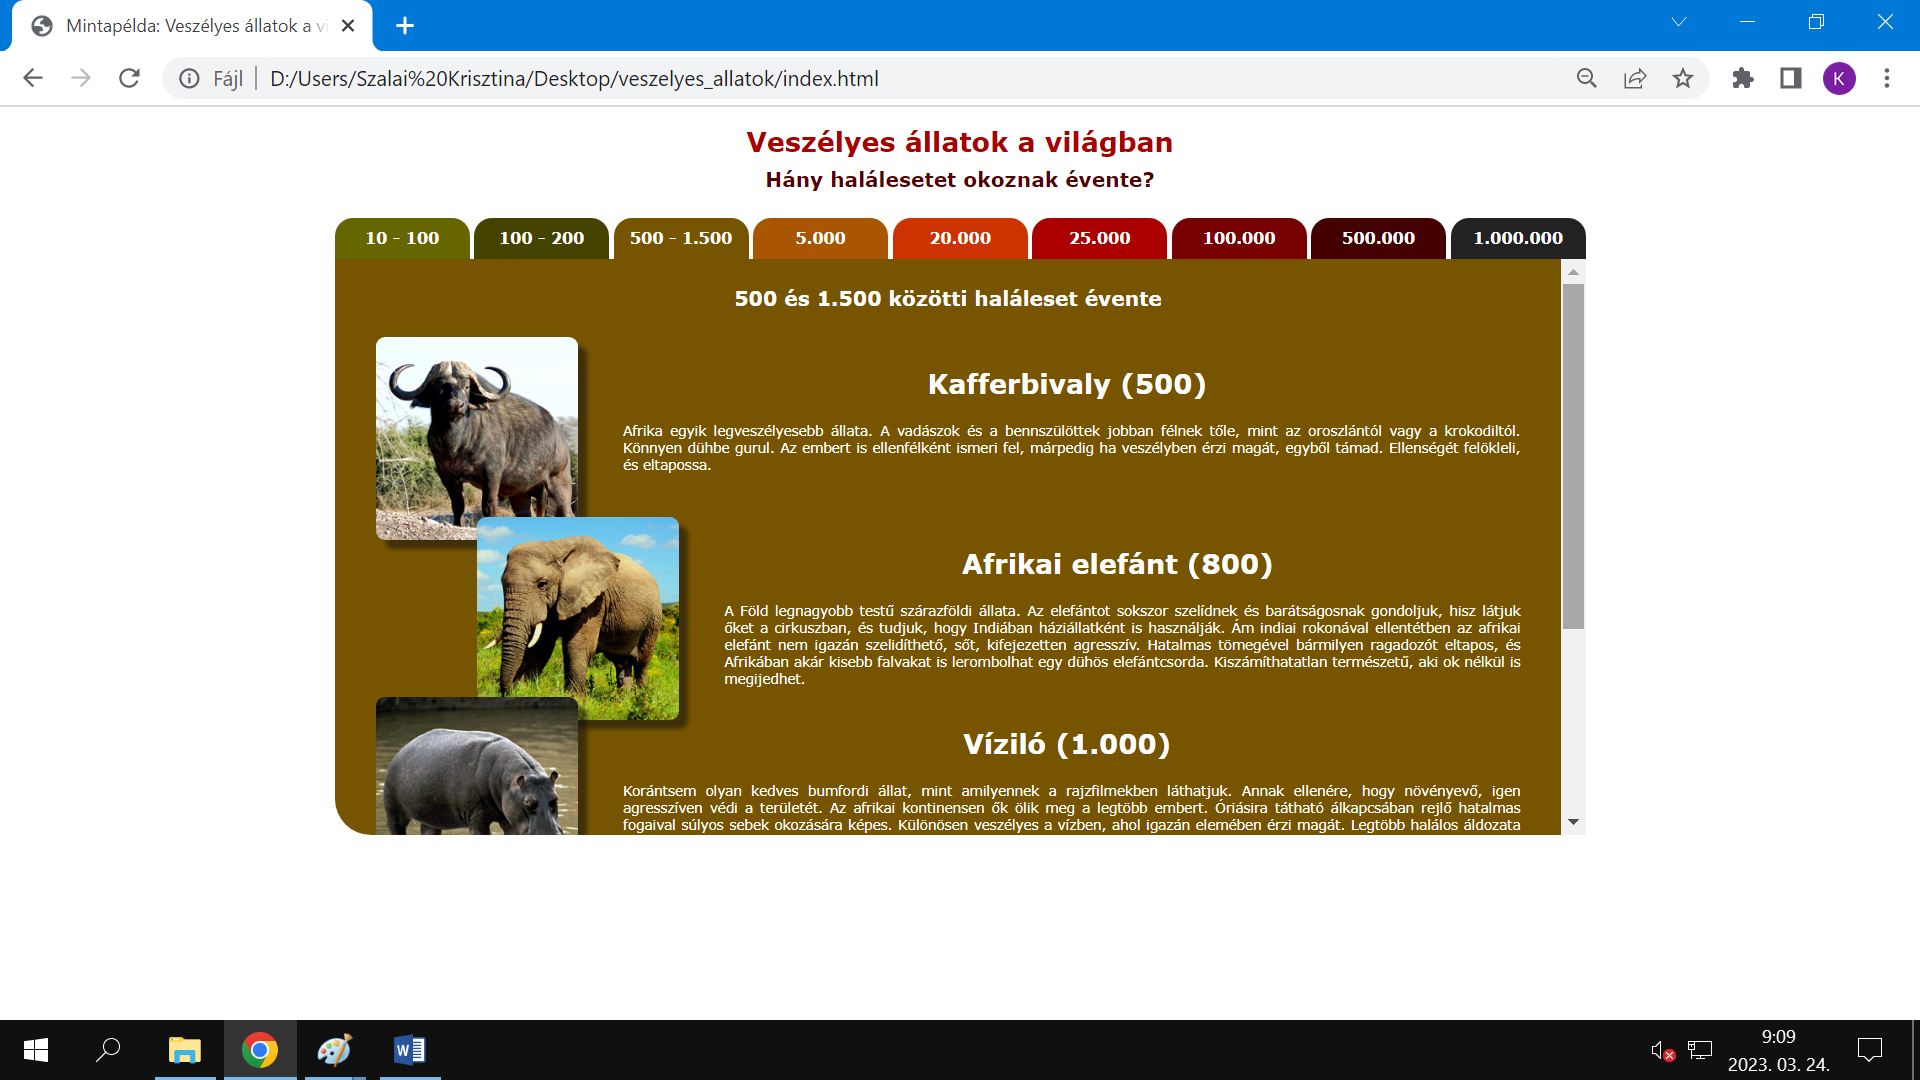 Mintapélda: Veszélyes állatok a vi
Fájl
D:/Users/Szalai%20Krisztina/Desktop/veszelyes_allatok/index.html
K
Veszélyes állatok a világban
Hány halálesetet okoznak évente?
10 - 100
100 - 200
500 - 1.500
5.000
20.000
25.000
100.000
500.000
1.000.000
500 és 1.500 közötti haláleset évente
Kafferbivaly (500)
Afrika egyik legveszélyesebb állata. A vadászok és a bennszülöttek jobban félnek tőle, mint az oroszlántól vagy a krokodiltól.
Könnyen dühbe gurul. Az embert is ellenfélként ismeri fel, márpedig ha veszélyben érzi magát, egyből támad. Ellenségét felökleli,
és eltapossa.
Afrikai elefánt (800)
A Föld legnagyobb testű szárazföldi állata. Az elefántot sokszor szelídnek és barátságosnak gondoljuk, hisz látjuk
őket a cirkuszban, és tudjuk, hogy Indiában háziállatként is használják. Ám indiai rokonával ellentétben az afrikai
elefánt nem igazán szelidíthető, sőt, kifejezetten agresszív. Hatalmas tömegével bármilyen ragadozót eltapos, és
Afrikában akár kisebb falvakat is lerombolhat egy dühös elefántcsorda. Kiszámíthatatlan természetű, aki ok nélkül is
megijedhet.
Víziló (1.000)
Korántsem olyan kedves bumfordi állat, mint amilyennek a rajzfilmekben láthatjuk. Annak ellenére, hogy növényevő, igen
agresszíven védi a területét. Az afrikai kontinensen ők ölik meg a legtöbb embert. Óriásira tátható álkapcsában rejlő hatalmas
fogaival súlyos sebek okozására képes. Különösen veszélyes a vízben, ahol igazán elemében érzi magát. Legtöbb halálos áldozata
9:09
2023. 03. 24.